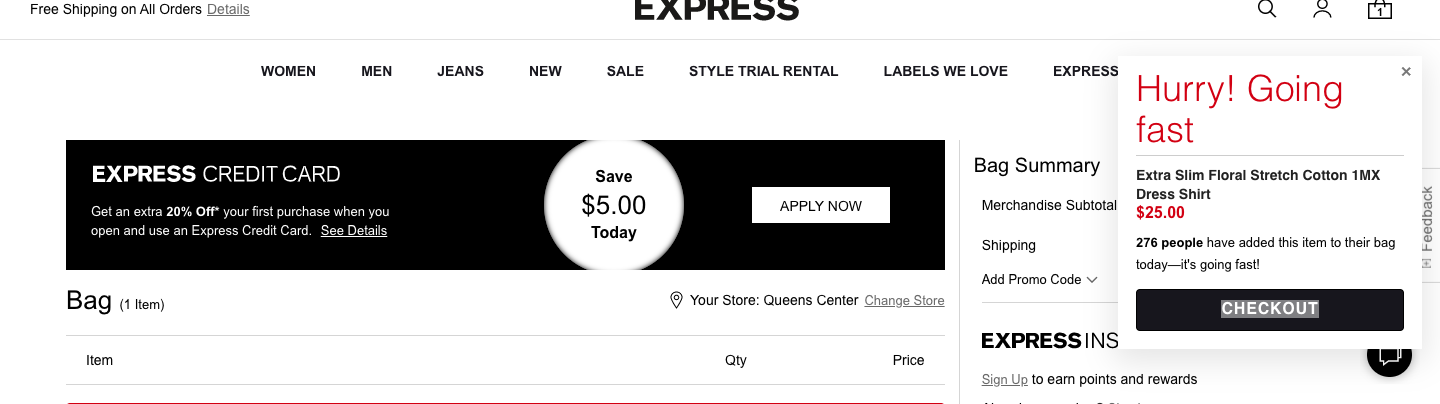 Free Shipping on All Orders Details
EXPRESS
1
WOMEN MEN JEANS NEW SALE STYLE TRIAL RENTAL LABELS WE LOVE EXPRESS
EXPRESS CREDIT CARD
Get an extra 20% Off* your first purchase when you
open and use an Express Credit Card. See Details
Save
$5.00
Today
APPLY NOW
Bag (1 Item)
Your Store: Queens Center Change Store
Item Qty Price
Bag Summary
Merchandise Subtotal
Shipping
Add Promo Code
EXPRESS INS
Sign Up to earn points and rewards
×
Hurry! Going
fast
Extra Slim Floral Stretch Cotton 1MX
Dress Shirt
$25.00
276 people have added this item to their bag
today—it's going fast!
CHECKOUT
Feedback